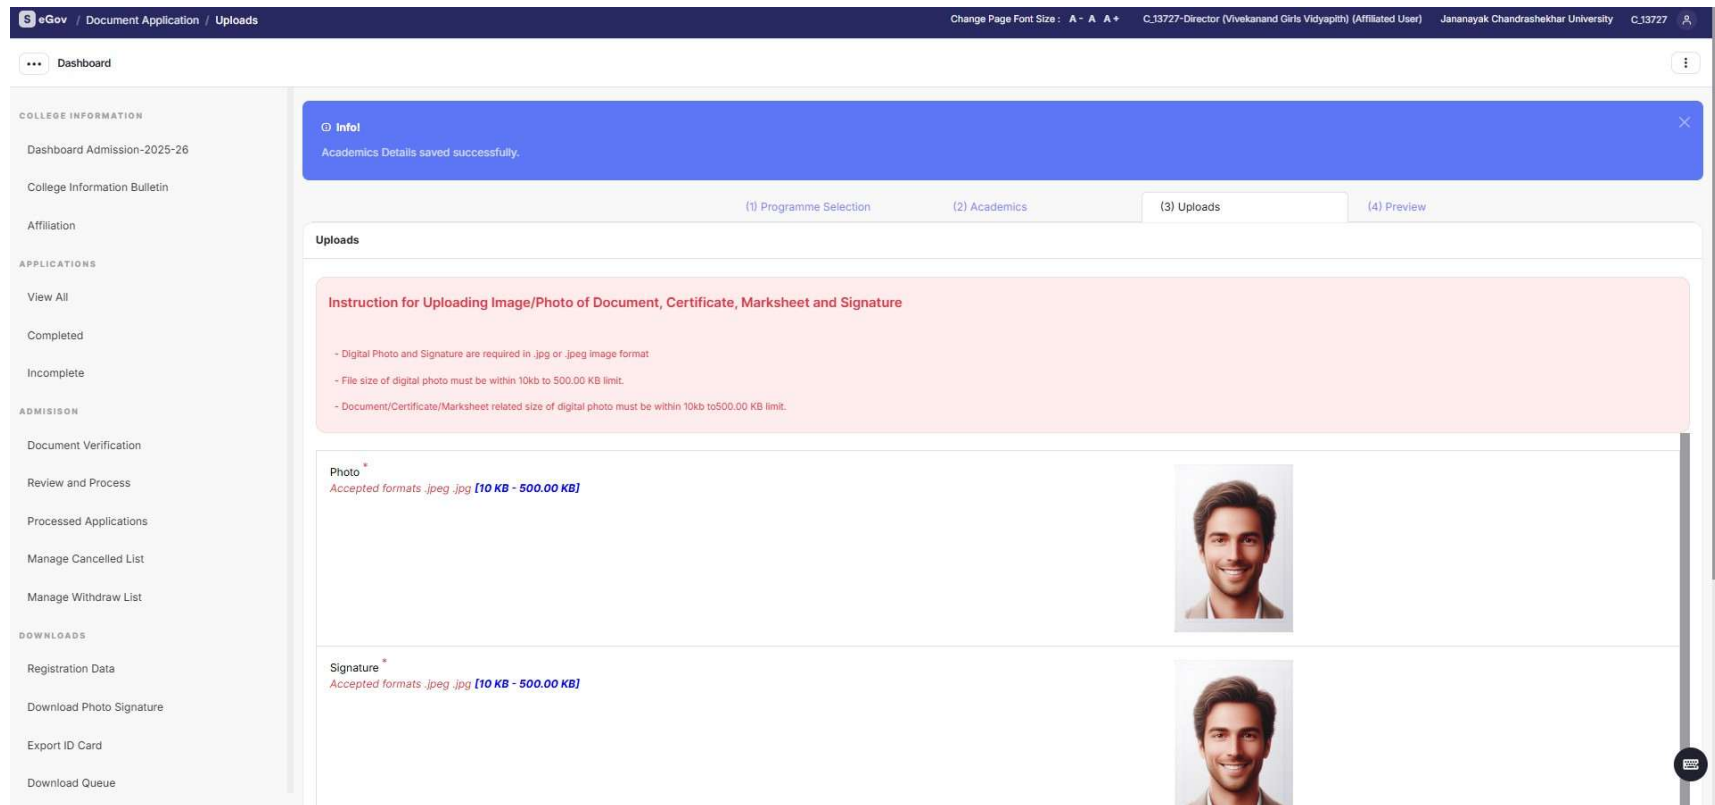 S eGov / Document Application / Uploads
Change Page Font Size : A - A A + C_13727-Director (Vivekanand Girls Vidyapith) (Affiliated User) Jananayak Chandrashekhar University C_13727
Dashboard
COLLEGE INFORMATION
Dashboard Admission-2025-26
College Information Bulletin
Affiliation
APPLICATIONS
View All
Completed
Incomplete
ADMISISON
Document Verification
Review and Process
Processed Applications
Manage Cancelled List
Manage Withdraw List
DOWNLOADS
Registration Data
Download Photo Signature
Export ID Card
Download Queue
Info!
Academics Details saved successfully.
(1) Programme Selection (2) Academics (3) Uploads (4) Preview
Uploads
Instruction for Uploading Image/Photo of Document, Certificate, Marksheet and Signature
- Digital Photo and Signature are required in .jpg or .jpeg image format
- File size of digital photo must be within 10kb to 500.00 KB limit.
- Document/Certificate/Marksheet related size of digital photo must be within 10kb to500.00 KB limit.
Photo *
Accepted formats .jpeg .jpg [10 KB - 500.00 KB]
Signature *
Accepted formats .jpeg .jpg [10 KB - 500.00 KB]